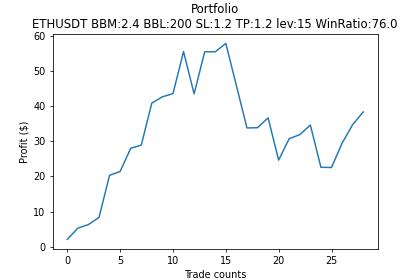 Portfolio
ETHUSDT BBM:2.4 BBL:200 SL:1.2 TP:1.2 lev:15 WinRatio:76.0
Profit ($)
60
50
40
30
20
10
0
0 5 10 15 20 25
Trade counts